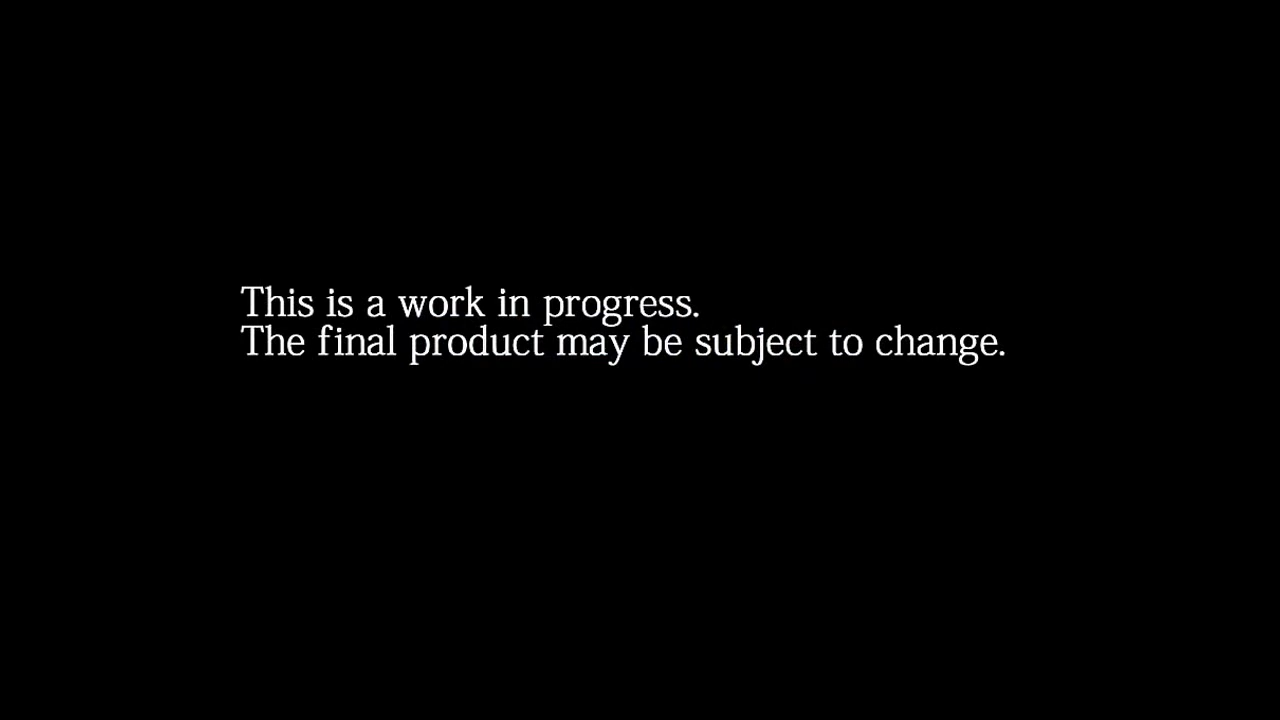 This is a work in progress.
The final product may be subject to change.